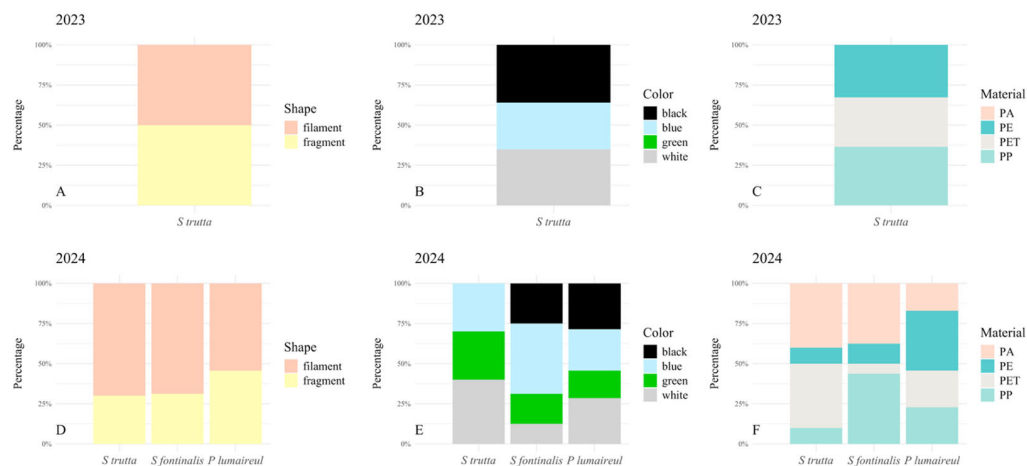 2023
Percentage
100%
75%
50%
25%
0%
A
S trutta
Shape
filament
fragment
2023
Percentage
100%
75%
50%
25%
0%
B
S trutta
Color
black
blue
green
white
2023
Percentage
100%
75%
50%
25%
0%
C
S trutta
Material
PA
PE
PET
PP
2024
Percentage
100%
75%
50%
25%
0%
D
S trutta S fontinalis P lumaireul
Shape
filament
fragment
2024
Percentage
100%
75%
50%
25%
0%
E
S trutta S fontinalis P lumaireul
Color
black
blue
green
white
2024
Percentage
100%
75%
50%
25%
0%
F
S trutta S fontinalis P lumaireul
Material
PA
PE
PET
PP